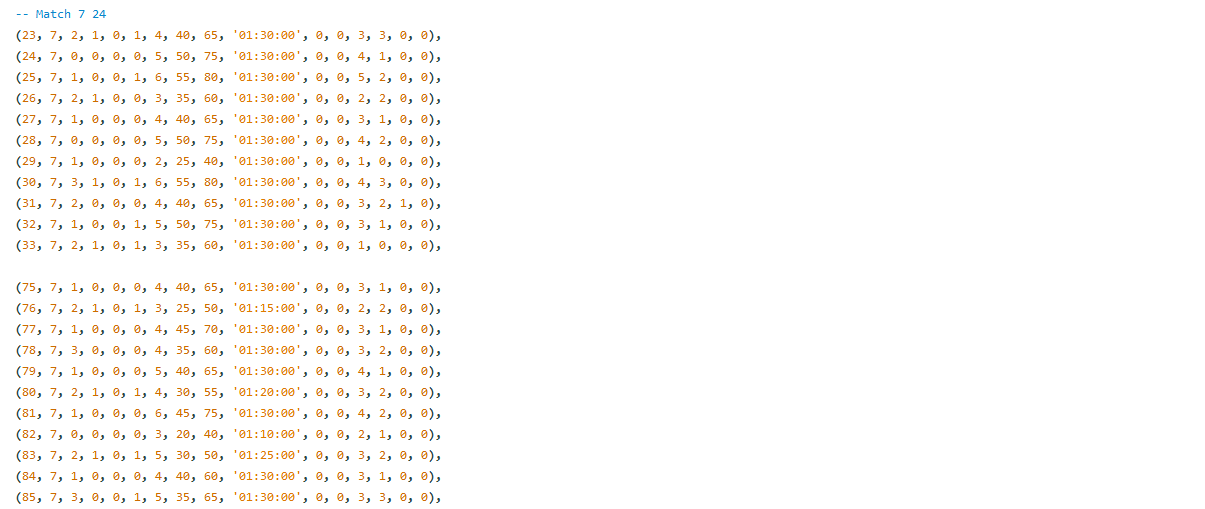 -- Match 7 24
(23, 7, 2, 1, 0, 1, 4, 40, 65, '01:30:00', 0, 0, 3, 3, 0, 0),
(24, 7, 0, 0, 0, 0, 5, 50, 75, '01:30:00', 0, 0, 4, 1, 0, 0),
(25, 7, 1, 0, 0, 1, 6, 55, 80, '01:30:00', 0, 0, 5, 2, 0, 0),
(26, 7, 2, 1, 0, 0, 3, 35, 60, '01:30:00', 0, 0, 2, 2, 0, 0),
(27, 7, 1, 0, 0, 0, 4, 40, 65, '01:30:00', 0, 0, 3, 1, 0, 0),
(28, 7, 0, 0, 0, 0, 5, 50, 75, '01:30:00', 0, 0, 4, 2, 0, 0),
(29, 7, 1, 0, 0, 0, 2, 25, 40, '01:30:00', 0, 0, 1, 0, 0, 0),
(30, 7, 3, 1, 0, 1, 6, 55, 80, '01:30:00', 0, 0, 4, 3, 0, 0),
(31, 7, 2, 0, 0, 0, 4, 40, 65, '01:30:00', 0, 0, 3, 2, 1, 0),
(32, 7, 1, 0, 0, 1, 5, 50, 75, '01:30:00', 0, 0, 3, 1, 0, 0),
(33, 7, 2, 1, 0, 1, 3, 35, 60, '01:30:00', 0, 0, 1, 0, 0, 0),
(75, 7, 1, 0, 0, 0, 4, 40, 65, '01:30:00', 0, 0, 3, 1, 0, 0),
(76, 7, 2, 1, 0, 1, 3, 25, 50, '01:15:00', 0, 0, 2, 2, 0, 0),
(77, 7, 1, 0, 0, 0, 4, 45, 70, '01:30:00', 0, 0, 3, 1, 0, 0),
(78, 7, 3, 0, 0, 0, 4, 35, 60, '01:30:00', 0, 0, 3, 2, 0, 0),
(79, 7, 1, 0, 0, 0, 5, 40, 65, '01:30:00', 0, 0, 4, 1, 0, 0),
(80, 7, 2, 1, 0, 1, 4, 30, 55, '01:20:00', 0, 0, 3, 2, 0, 0),
(81, 7, 1, 0, 0, 0, 6, 45, 75, '01:30:00', 0, 0, 4, 2, 0, 0),
(82, 7, 0, 0, 0, 0, 3, 20, 40, '01:10:00', 0, 0, 2, 1, 0, 0),
(83, 7, 2, 1, 0, 1, 5, 30, 50, '01:25:00', 0, 0, 3, 2, 0, 0),
(84, 7, 1, 0, 0, 0, 4, 40, 60, '01:30:00', 0, 0, 3, 1, 0, 0),
(85, 7, 3, 0, 0, 1, 5, 35, 65, '01:30:00', 0, 0, 3, 3, 0, 0),